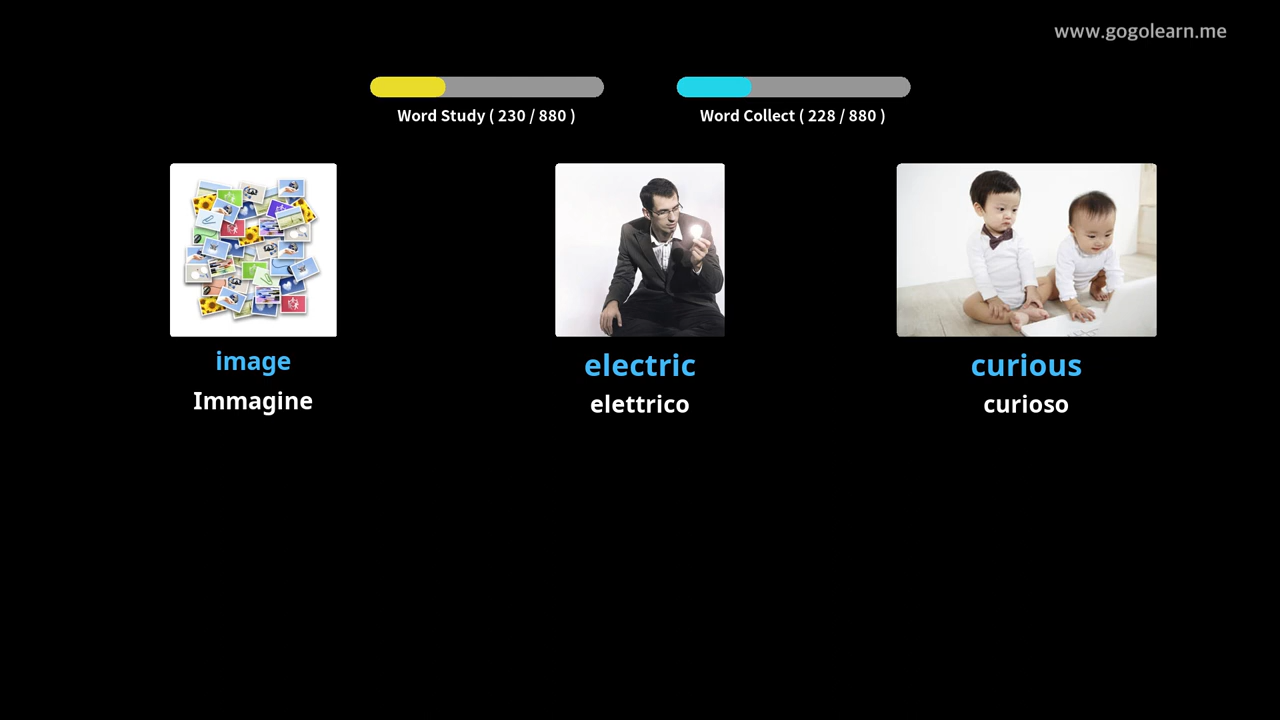 www.gogolearn.me
Word Study ( 230 / 880 )
Word Collect ( 228 / 880 )
image
Immagine
electric
elettrico
curious
curioso